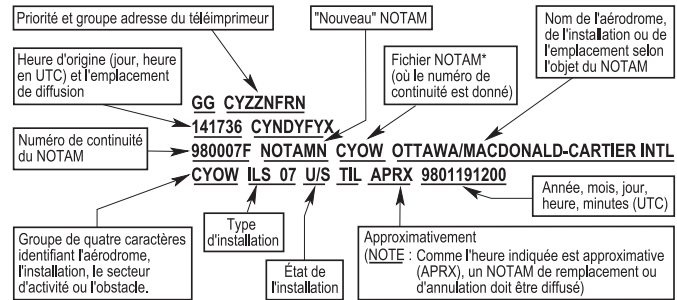 Priorité et groupe adresse du téléimprimeur
"Nouveau" NOTAM
Nom de l'aérodrome,
de l'installation ou de
l'emplacement selon
l'objet du NOTAM
Heure d'origine (jour, heure
en UTC) et l'emplacement
de diffusion
Fichier NOTAM*
(où le numéro de
continuité est donné)
Numéro de continuité
du NOTAM
GG CYZZNFRN
141736 CYNDYFYX
980007F NOTAMN CYOW OTTAWA/MACDONALD-CARTIER INTL
CYOW ILS 07 U/S TIL APRX 9801191200
Groupe de quatre caractères
identifiant l'aérodrome,
l'installation, le secteur
d'activité ou l'obstacle.
Type
d'installation
État de
l'installation
Approximativement
(NOTE : Comme l'heure indiquée est approximative
(APRX), un NOTAM de remplacement ou
d'annulation doit être diffusé)
Année, mois, jour,
heure, minutes (UTC)